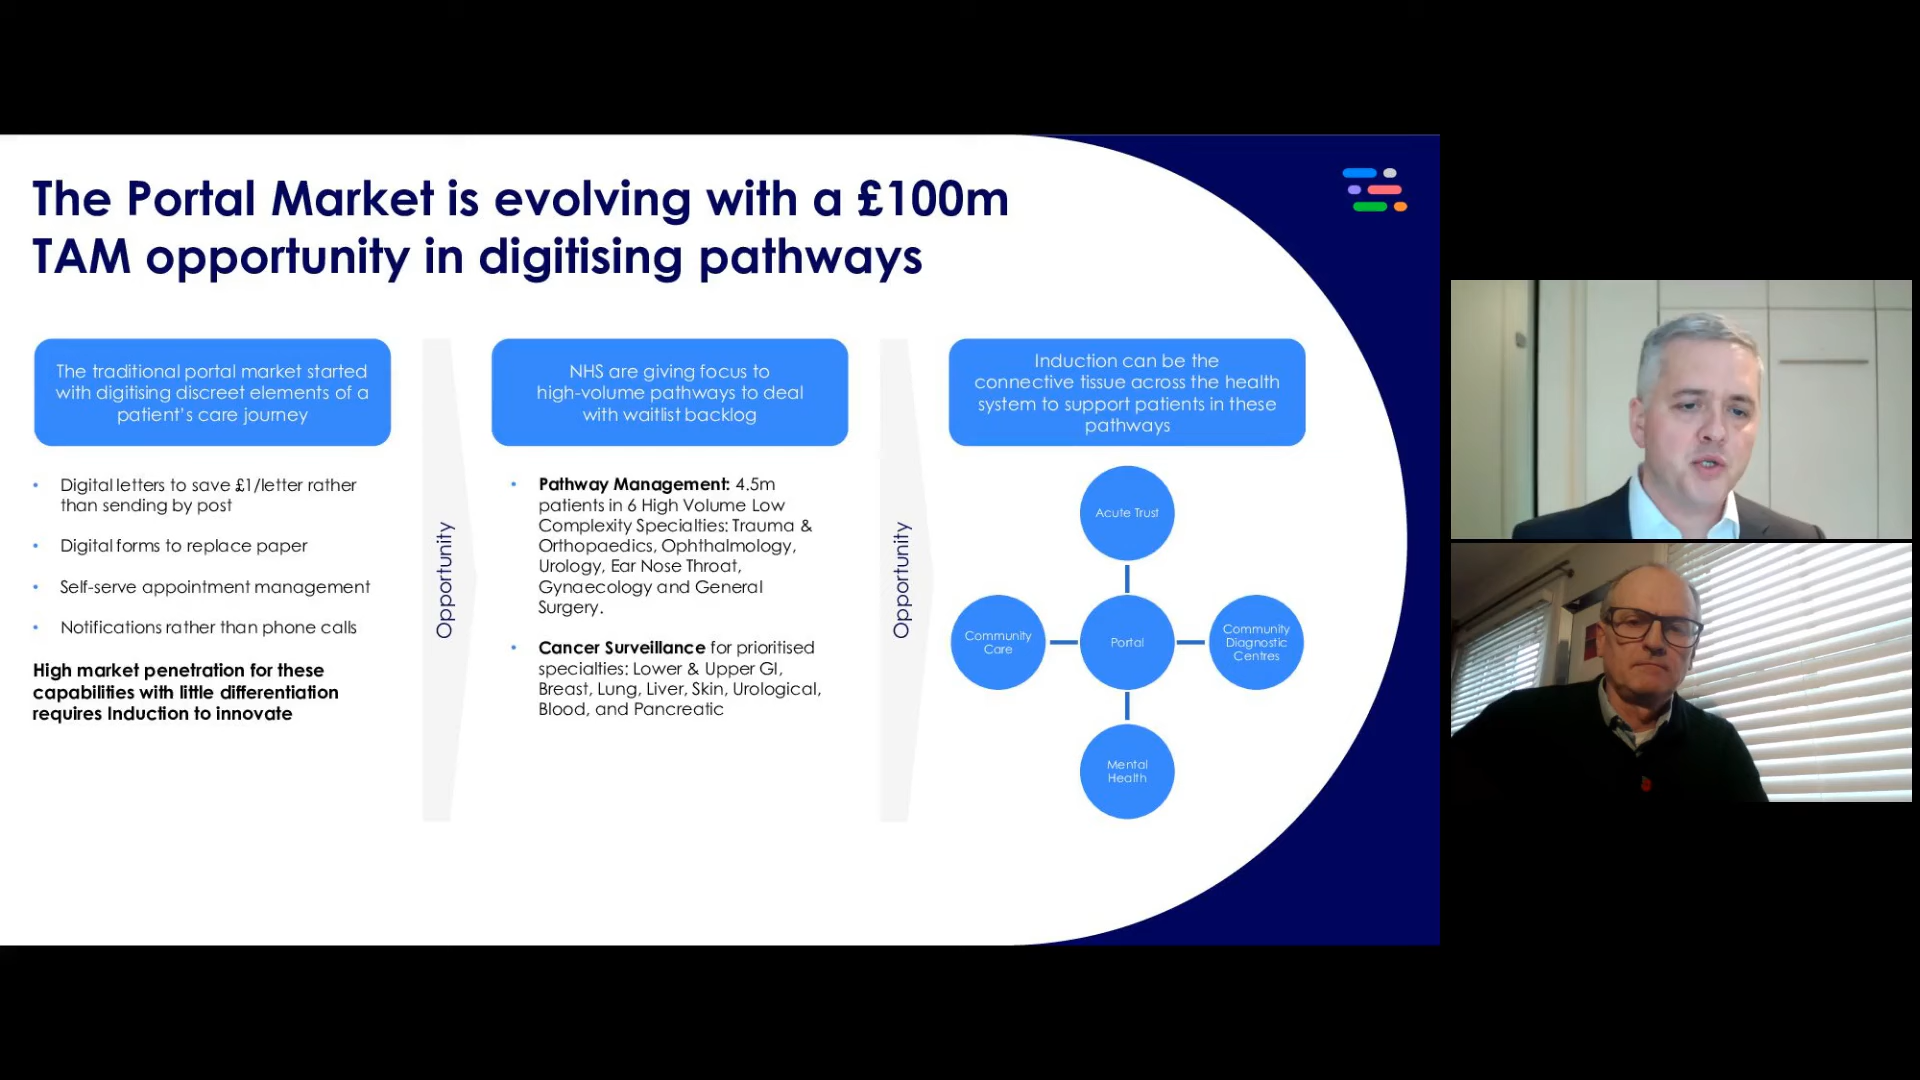 The Portal Market is evolving with a £100m
TAM opportunity in digitising pathways
The traditional portal market started
with digitising discreet elements of a
patient's care journey
Digital letters to save £1/letter rather
than sending by post
Digital forms to replace paper
Self-serve appointment management
Notifications rather than phone calls
High market penetration for these
capabilities with little differentiation
requires Induction to innovate
Opportunity
NHS are giving focus to
high-volume pathways to deal
with waitlist backlog
Pathway Management: 4.5m
patients in 6 High Volume Low
Complexity Specialties: Trauma &
Orthopaedics, Ophthalmology,
Urology, Ear Nose Throat,
Gynaecology and General
Surgery.
Cancer Surveillance for prioritised
specialties: Lower & Upper GI,
Breast, Lung, Liver, Skin, Urological,
Blood, and Pancreatic
Opportunity
Induction can be the
connective tissue across the health
system to support patients in these
pathways
Acute Trust
Community
Care
Portal
Community
Diagnostic
Centres
Mental
Health